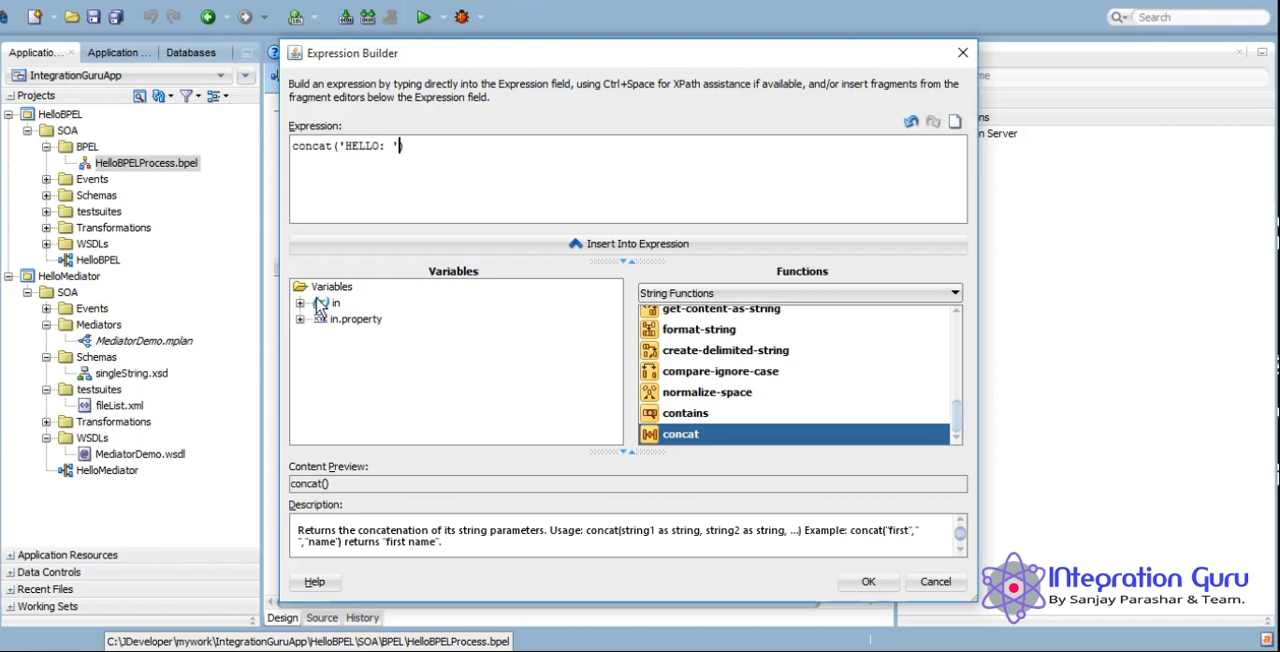 Search
Applicatio...
Application ...
Databases
IntegrationGuruApp
Projects
HelloBPEL
SOA
BPEL
HelloBPELProcess.bpel
Events
Schemas
testsuites
Transformations
WSDLs
HelloBPEL
HelloMediator
SOA
Events
Mediators
MediatorDemo.mplan
Schemas
singleString.xsd
testsuites
fileList.xml
Transformations
WSDLs
MediatorDemo.wsdl
HelloMediator
Application Resources
Data Controls
Recent Files
Working Sets
Expression Builder
Build an expression by typing directly into the Expression field, using Ctrl+Space for XPath assistance if available, and/or insert fragments from the
fragment editors below the Expression field.
Expression:
concat('HELLO: ')
Insert Into Expression
Variables
Variables
in
in.property
Functions
String Functions
get-content-as-string
format-string
create-delimited-string
compare-ignore-case
normalize-space
contains
concat
Content Preview:
concat()
Description:
Returns the concatenation of its string parameters. Usage: concat(string1 as string, string2 as string, ...) Example: concat("first","
","name") returns "first name".
Help
OK
Cancel
me
ns
n Server
Design
Source
History
INtegration Guru
By Sanjay Parashar & Team.
C:\JDeveloper\mywork\IntegrationGuruApp\HelloBPEL\SOA\BPEL\HelloBPELProcess.bpel